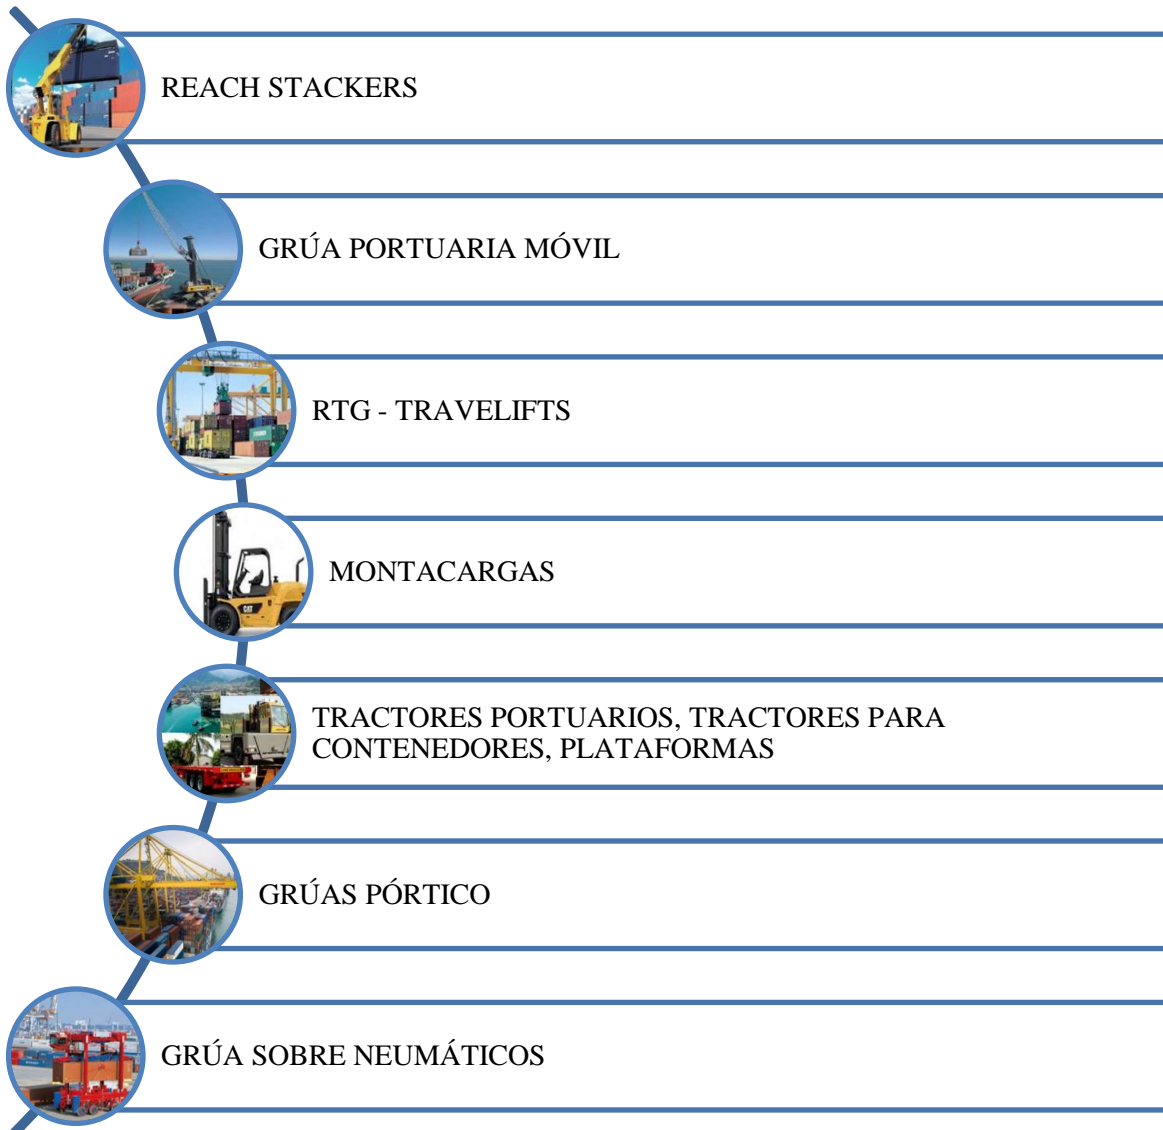 REACH STACKERS
GRÚA PORTUARIA MÓVIL
RTG - TRAVELIFTS
MONTACARGAS
CAT
TRACTORES PORTUARIOS, TRACTORES PARA
CONTENEDORES, PLATAFORMAS
GRÚAS PÓRTICO
GRÚA SOBRE NEUMÁTICOS